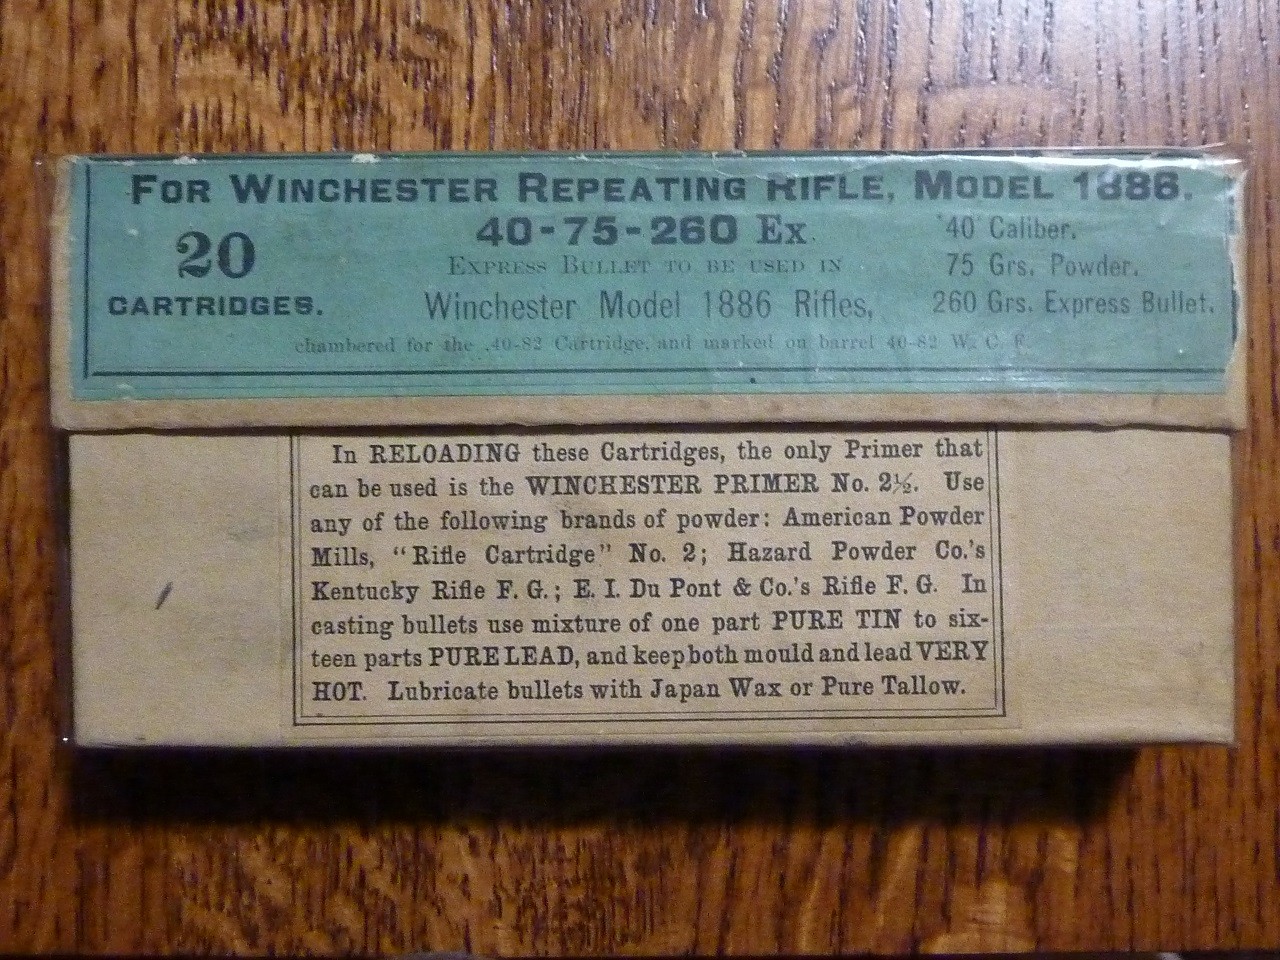 FOR WINCHESTER REPEATING RIFLE, MODEL 1886.
20
CARTRIDGES.
40-75-260 Ex.
EXPRESS BULLET TO BE USED IN
Winchester Model 1886 Rifles,
chambered for the .40-82 Cartridge, and marked on barrel 40-82 W. C. F.
40 Caliber.
75 Grs. Powder.
260 Grs. Express Bullet.
In RELOADING these Cartridges, the only Primer that
can be used is the WINCHESTER PRIMER No. 2½. Use
any of the following brands of powder: American Powder
Mills, "Rifle Cartridge" No. 2; Hazard Powder Co.'s
Kentucky Rifle F. G.; E. I. Du Pont & Co.'s Rifle F. G. In
casting bullets use mixture of one part PURE TIN to six-
teen parts PURE LEAD, and keep both mould and lead VERY
HOT. Lubricate bullets with Japan Wax or Pure Tallow.